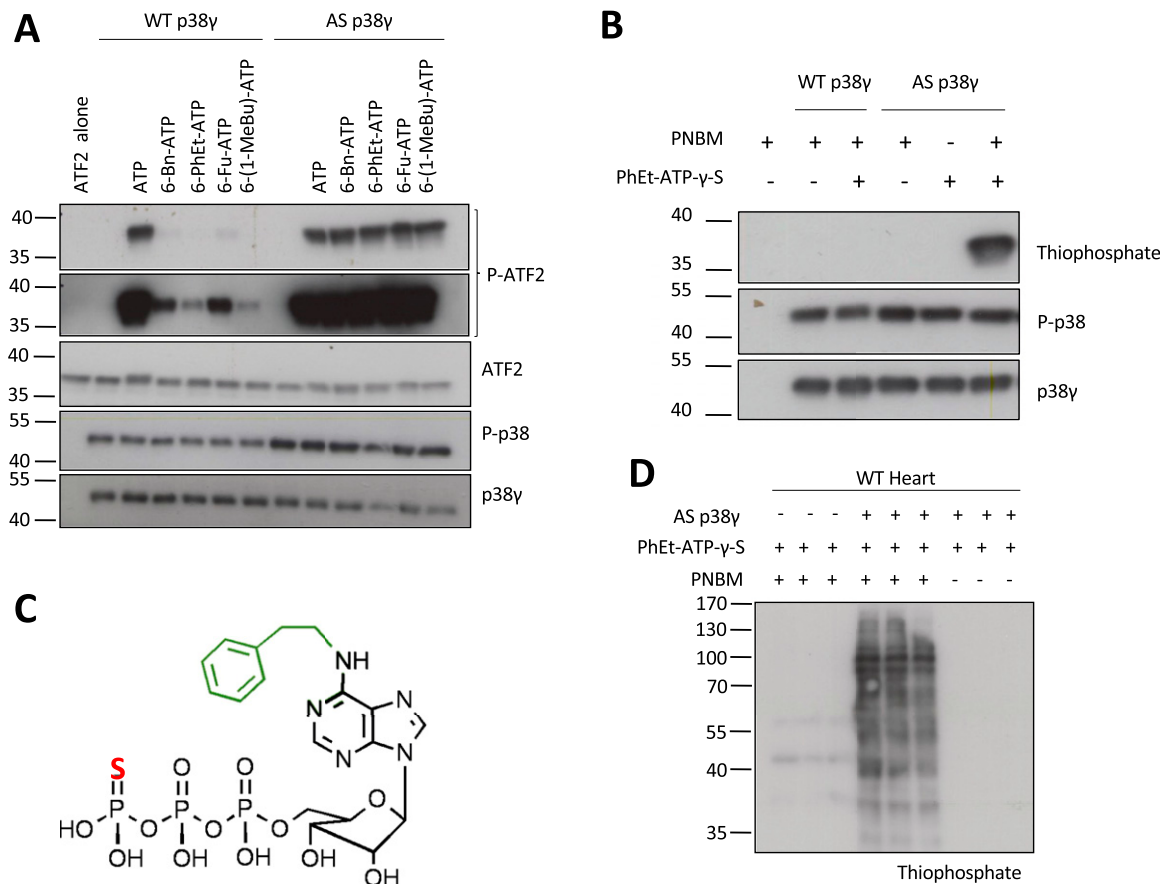 A
WT p38γ
AS p38γ
ATF2 alone
ATP
6-Bn-ATP
6-PhEt-ATP
6-Fu-ATP
6-(1-MeBu)-ATP
ATP
6-Bn-ATP
6-PhEt-ATP
6-Fu-ATP
6-(1-MeBu)-ATP
40
35
40
35
P-ATF2
40
35
ATF2
55
40
P-p38
55
40
p38γ
B
WT p38γ
AS p38γ
PNBM + + + + - +
PhEt-ATP-γ-S - - + - + +
40
35
Thiophosphate
55
40
P-p38
55
40
p38γ
C
NH
N
N
N
N
S
O
O
P
P
P
HO
O
O
O
O
OH
OH
OH
OH
OH
D
WT Heart
AS p38γ - - - + + + + + +
PhEt-ATP-γ-S + + + + + + + + +
PNBM + + + + + + - - -
170
130
100
70
55
40
35
Thiophosphate